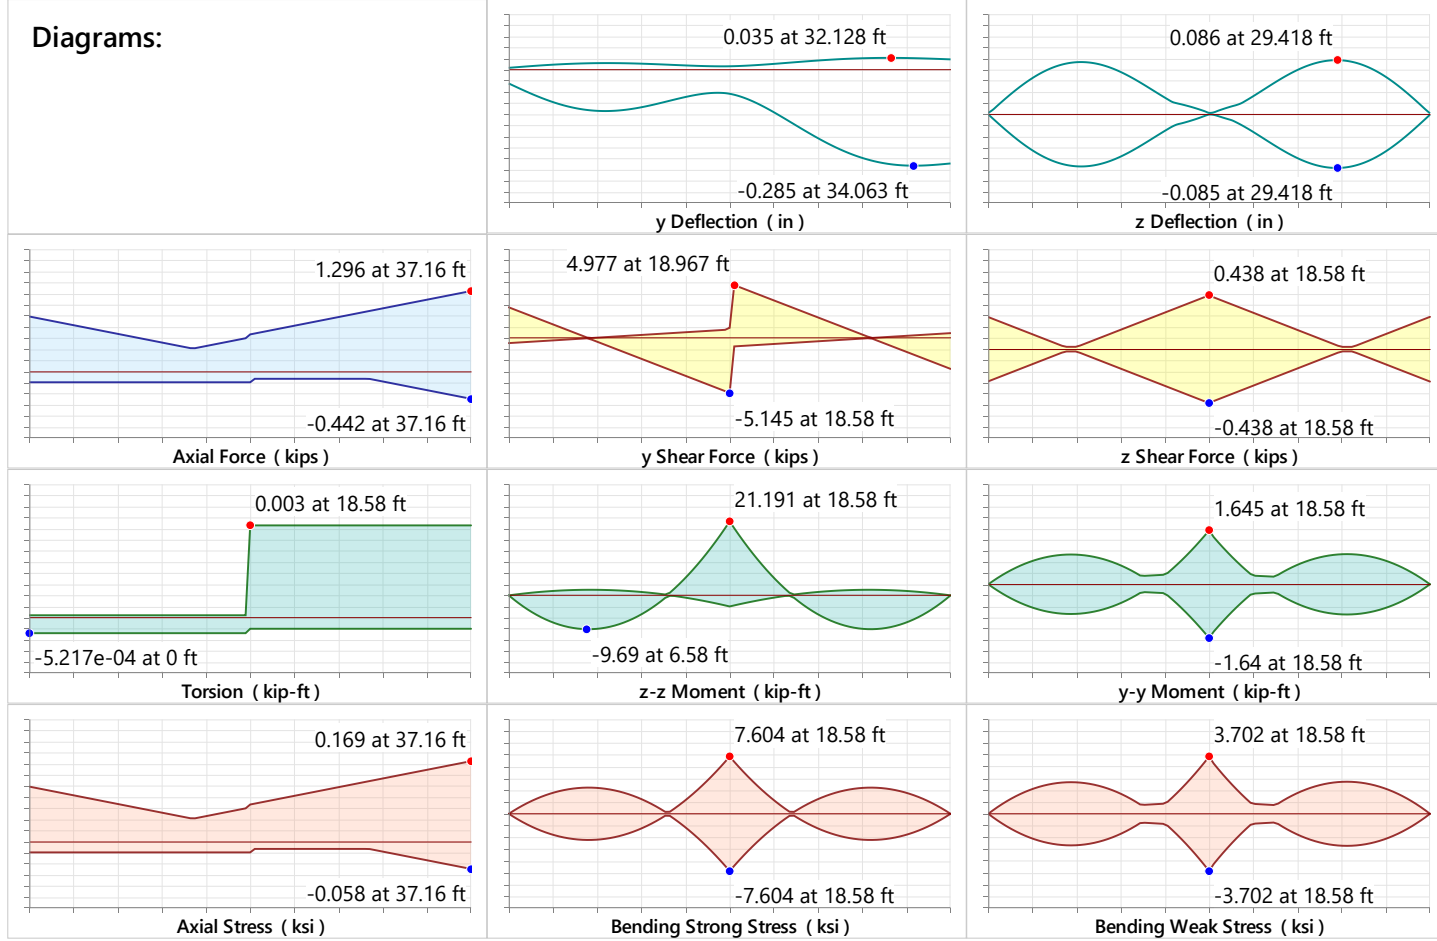 Diagrams:
0.035 at 32.128 ft
-0.285 at 34.063 ft
y Deflection ( in )
0.086 at 29.418 ft
-0.085 at 29.418 ft
z Deflection ( in )
1.296 at 37.16 ft
-0.442 at 37.16 ft
Axial Force ( kips )
4.977 at 18.967 ft
-5.145 at 18.58 ft
y Shear Force ( kips )
0.438 at 18.58 ft
-0.438 at 18.58 ft
z Shear Force ( kips )
0.003 at 18.58 ft
-5.217e-04 at 0 ft
Torsion ( kip-ft )
21.191 at 18.58 ft
-9.69 at 6.58 ft
z-z Moment ( kip-ft )
1.645 at 18.58 ft
-1.64 at 18.58 ft
y-y Moment ( kip-ft )
0.169 at 37.16 ft
-0.058 at 37.16 ft
Axial Stress ( ksi )
7.604 at 18.58 ft
-7.604 at 18.58 ft
Bending Strong Stress ( ksi )
3.702 at 18.58 ft
-3.702 at 18.58 ft
Bending Weak Stress ( ksi )